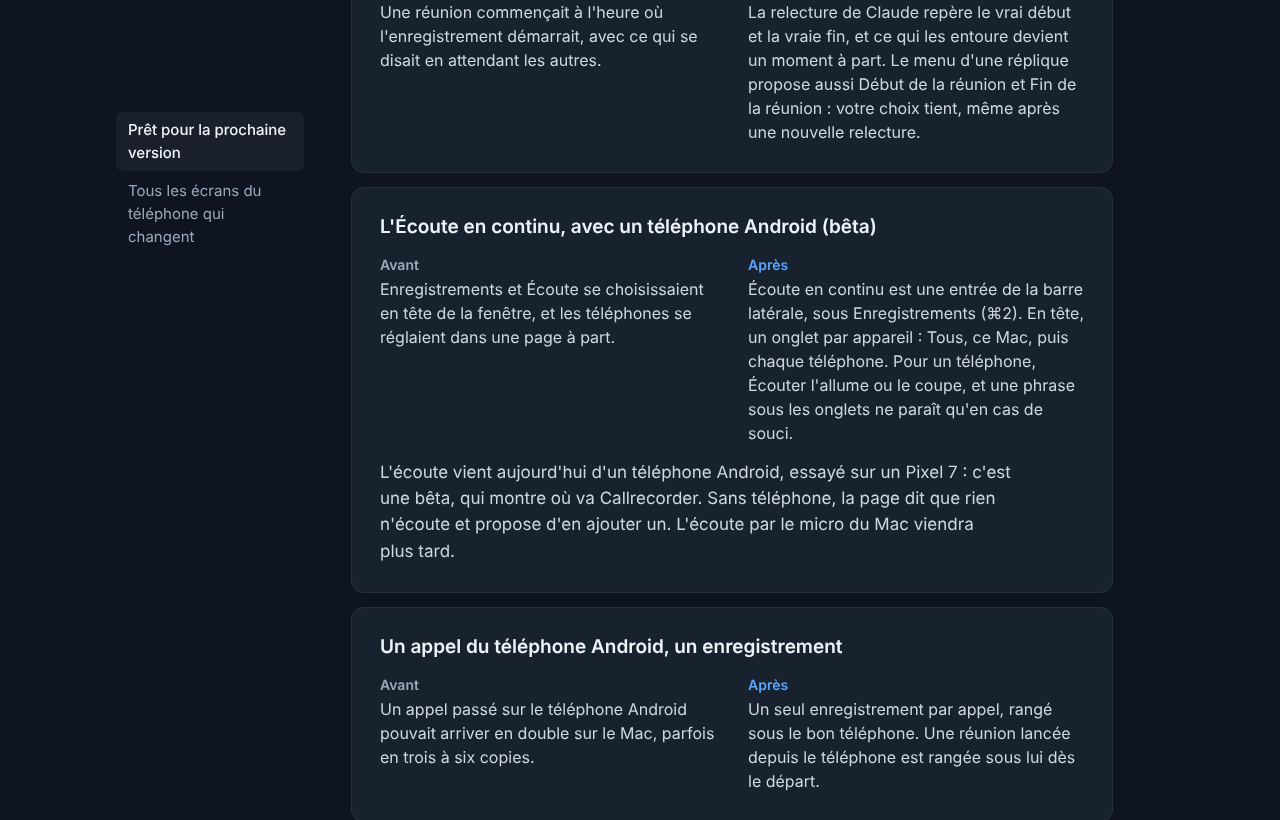 Une réunion commençait à l'heure où
l'enregistrement démarrait, avec ce qui se
disait en attendant les autres.
La relecture de Claude repère le vrai début
et la vraie fin, et ce qui les entoure devient
un moment à part. Le menu d'une réplique
propose aussi Début de la réunion et Fin de
la réunion : votre choix tient, même après
une nouvelle relecture.
Prêt pour la prochaine
version
Tous les écrans du
téléphone qui
changent
L'Écoute en continu, avec un téléphone Android (bêta)
Avant
Enregistrements et Écoute se choisissaient
en tête de la fenêtre, et les téléphones se
réglaient dans une page à part.
Après
Écoute en continu est une entrée de la barre
latérale, sous Enregistrements (⌘2). En tête,
un onglet par appareil : Tous, ce Mac, puis
chaque téléphone. Pour un téléphone,
Écouter l'allume ou le coupe, et une phrase
sous les onglets ne paraît qu'en cas de
souci.
L'écoute vient aujourd'hui d'un téléphone Android, essayé sur un Pixel 7 : c'est
une bêta, qui montre où va Callrecorder. Sans téléphone, la page dit que rien
n'écoute et propose d'en ajouter un. L'écoute par le micro du Mac viendra
plus tard.
Un appel du téléphone Android, un enregistrement
Avant
Un appel passé sur le téléphone Android
pouvait arriver en double sur le Mac, parfois
en trois à six copies.
Après
Un seul enregistrement par appel, rangé
sous le bon téléphone. Une réunion lancée
depuis le téléphone est rangée sous lui dès
le départ.